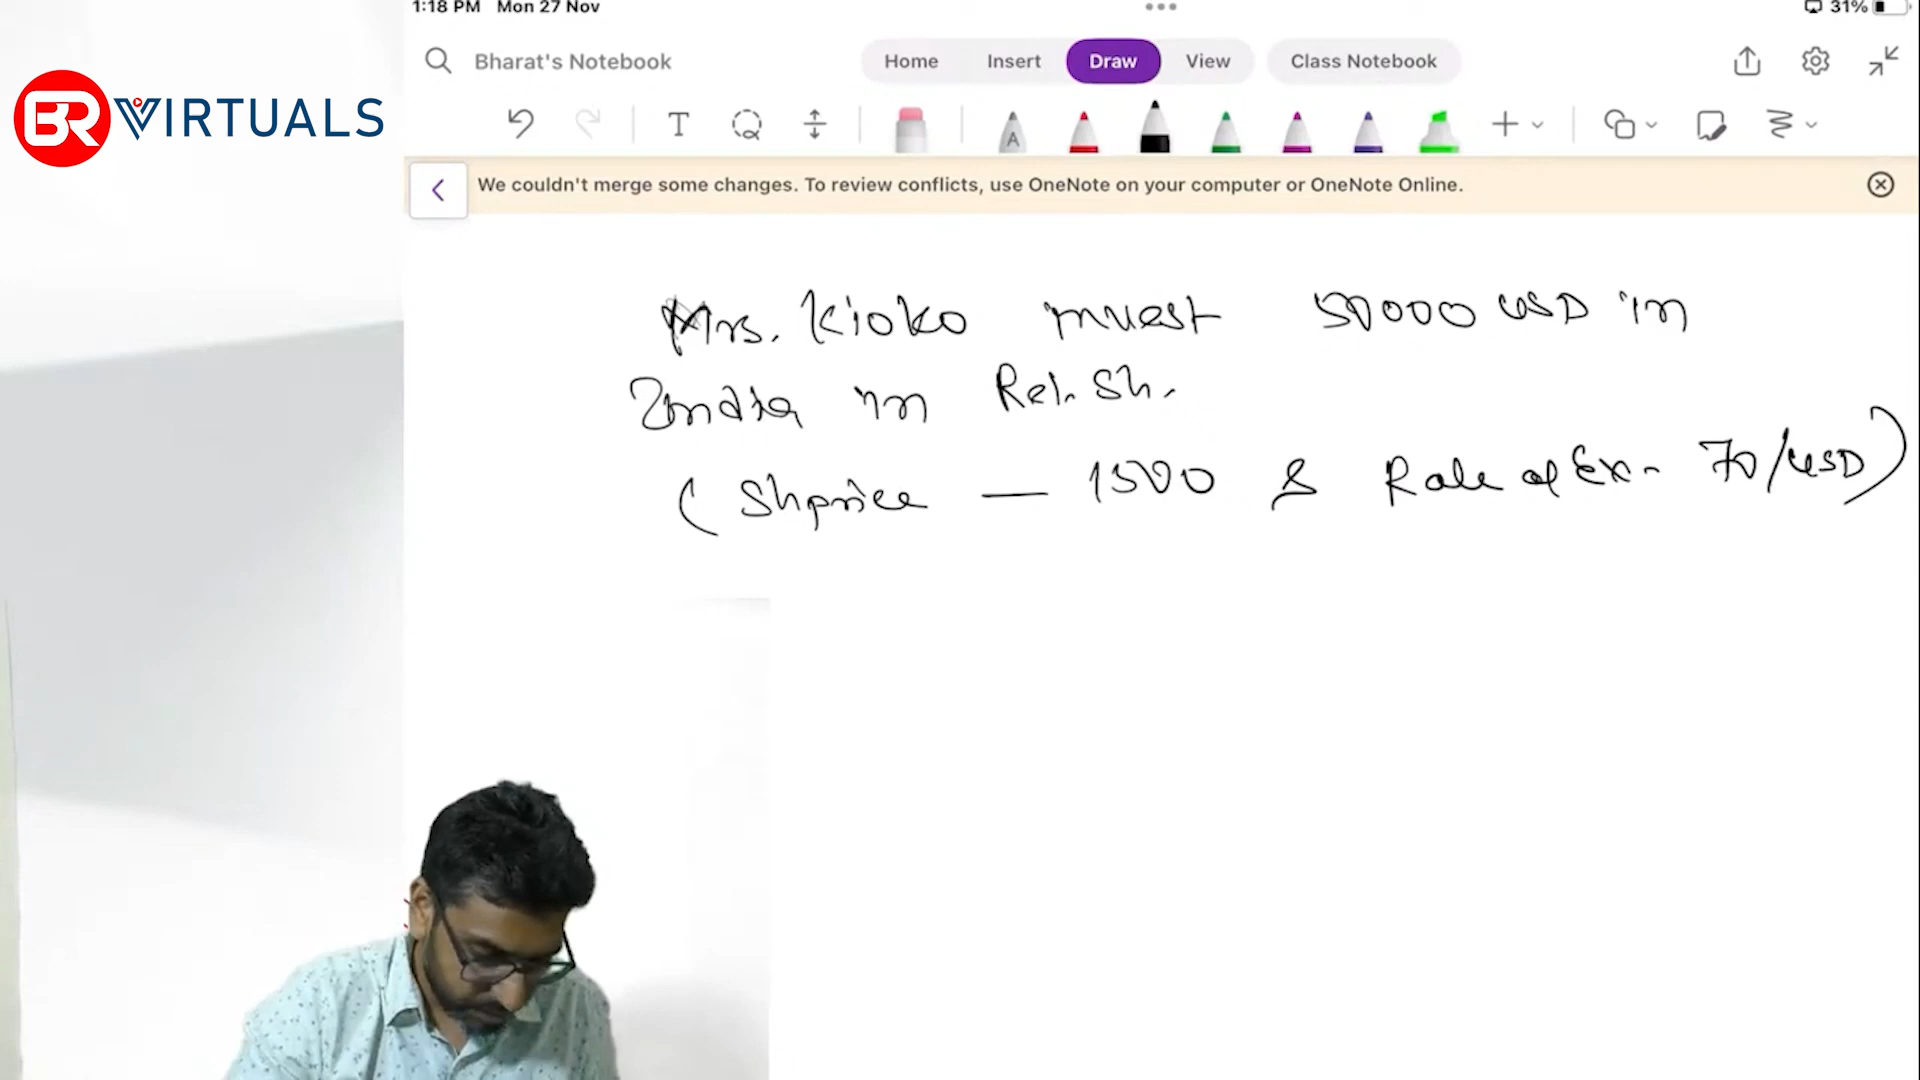 1:18 PM Mon 27 Nov
31%
BR VIRTUALS
Bharat's Notebook
Home Insert Draw View Class Notebook
T
A
We couldn't merge some changes. To review conflicts, use OneNote on your computer or OneNote Online.
Mrs. Kioko invest 50000 USD in
India in Rel. Sh.
(Shprice — 1500 & Rate of Ex- 70/USD)